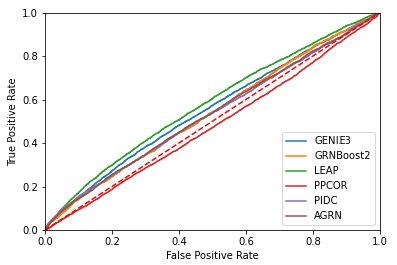 1.0
0.8
0.6
0.4
0.2
0.0
True Positive Rate
GENIE3
GRNBoost2
LEAP
PPCOR
PIDC
AGRN
0.0 0.2 0.4 0.6 0.8 1.0
False Positive Rate